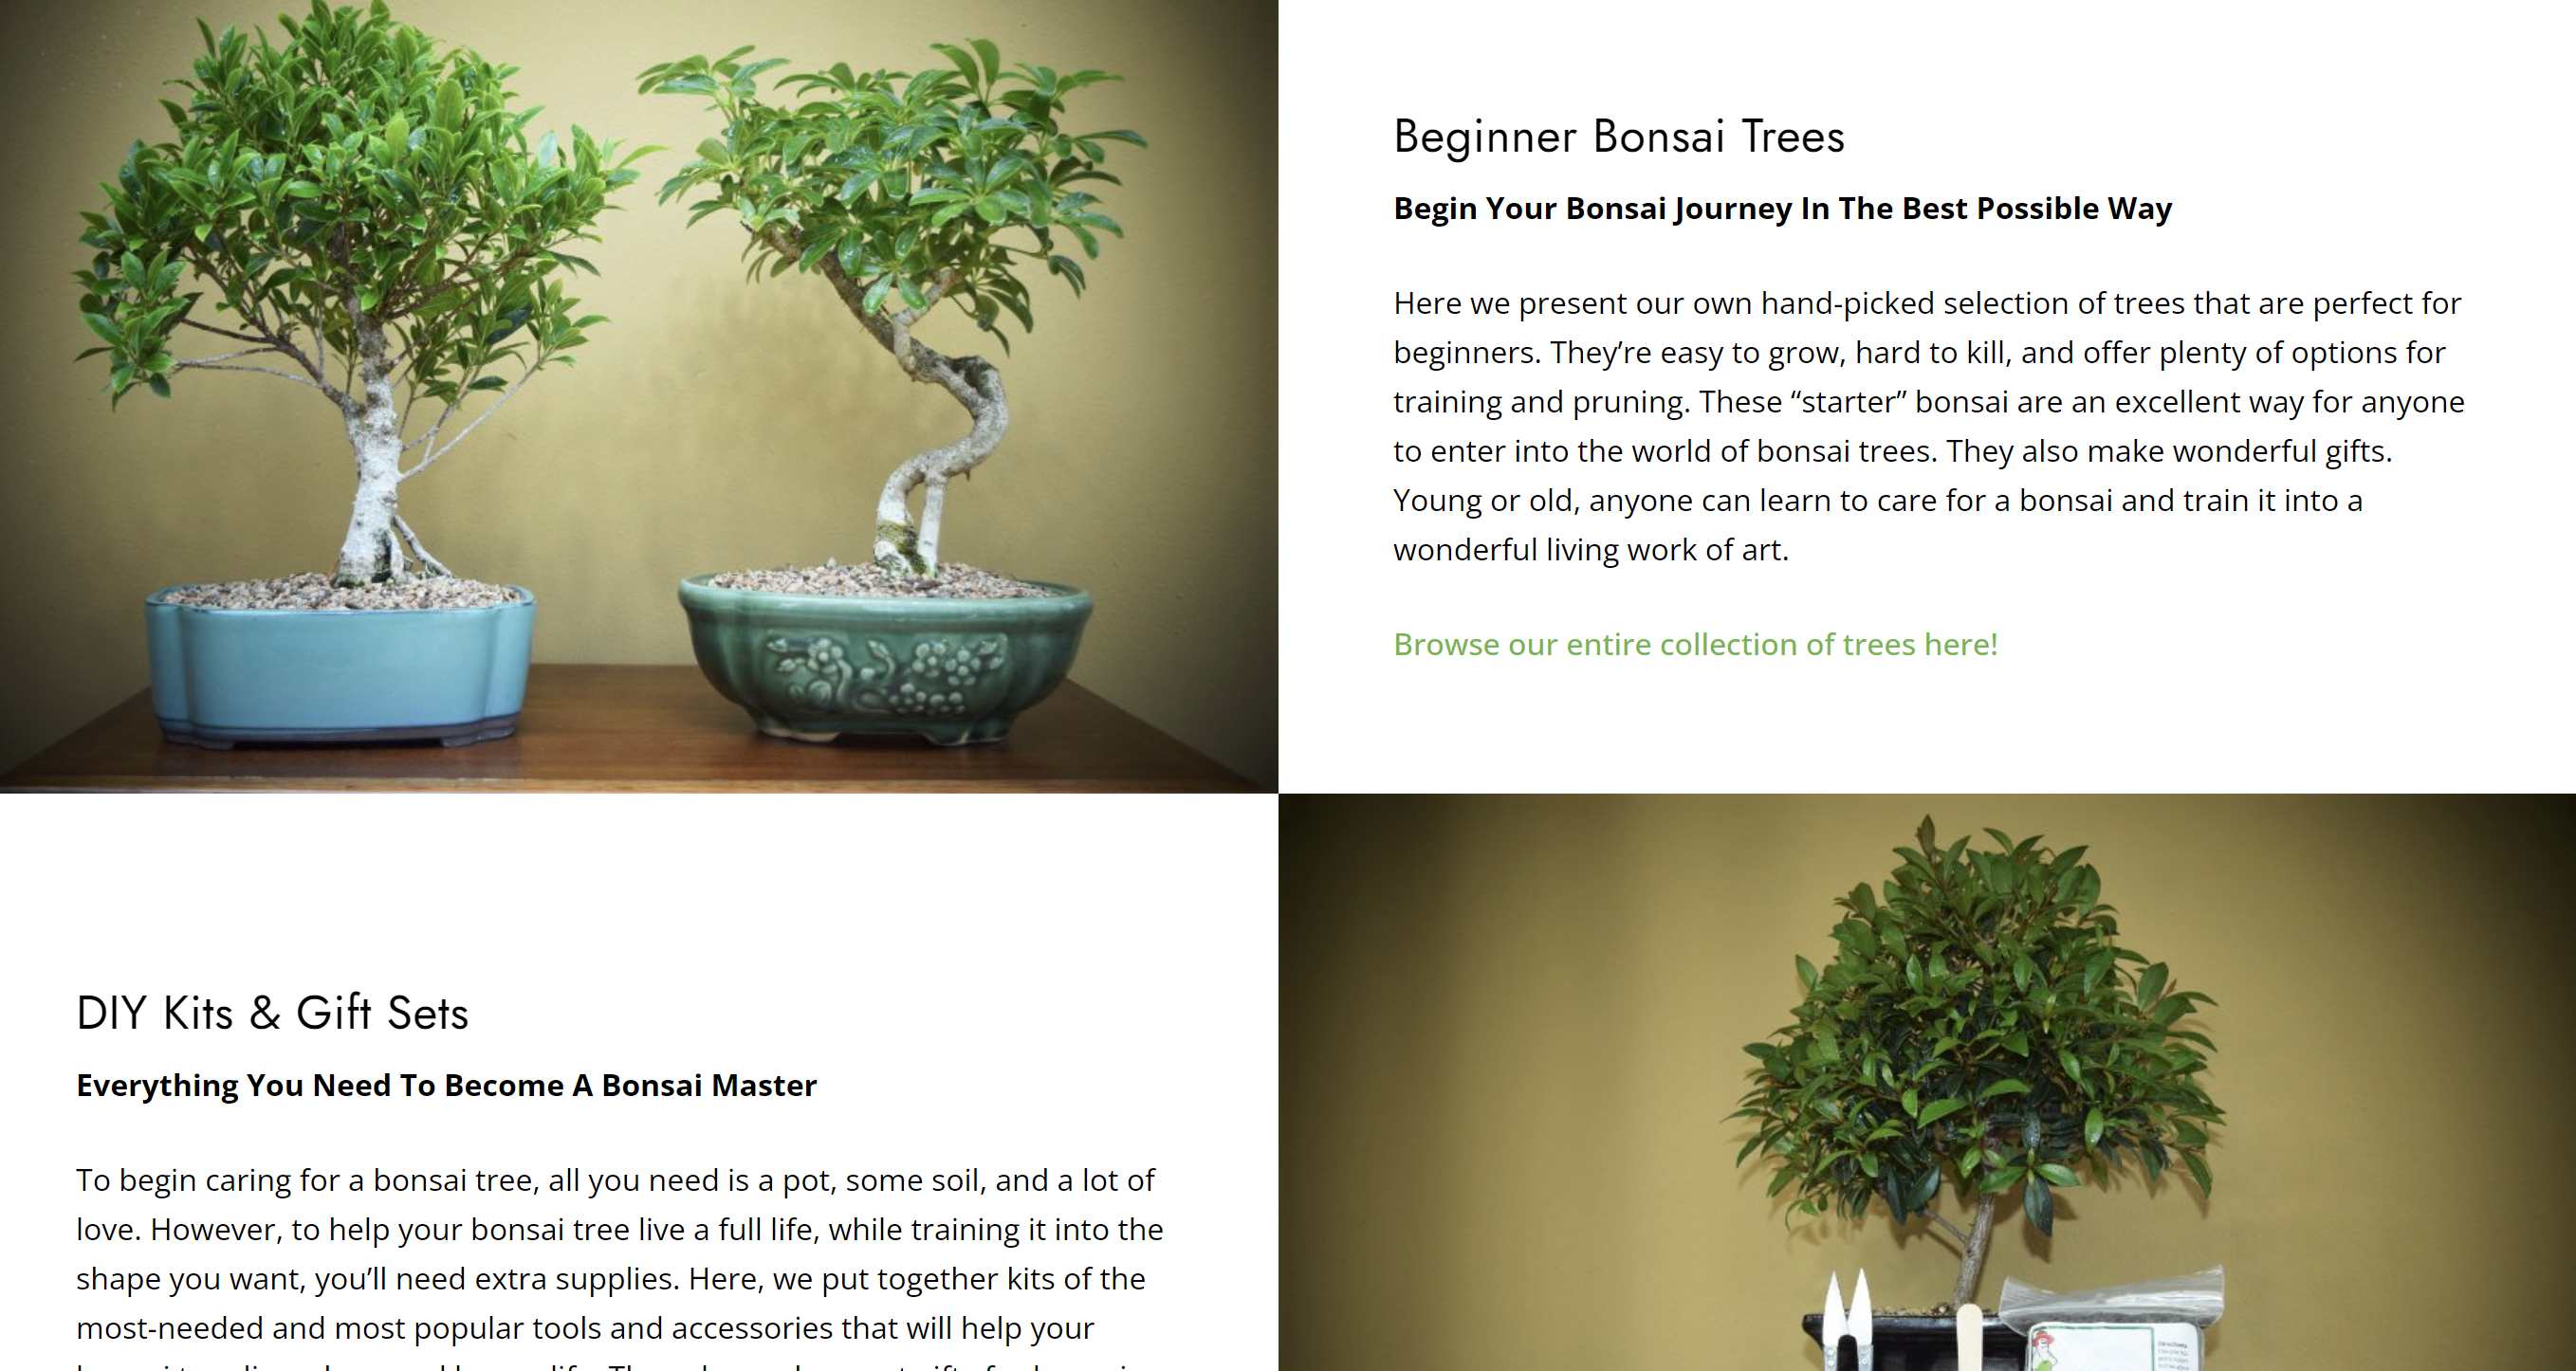 Beginner Bonsai Trees
Begin Your Bonsai Journey In The Best Possible Way
Here we present our own hand-picked selection of trees that are perfect for
beginners. They’re easy to grow, hard to kill, and offer plenty of options for
training and pruning. These “starter” bonsai are an excellent way for anyone
to enter into the world of bonsai trees. They also make wonderful gifts.
Young or old, anyone can learn to care for a bonsai and train it into a
wonderful living work of art.
Browse our entire collection of trees here!
DIY Kits & Gift Sets
Everything You Need To Become A Bonsai Master
To begin caring for a bonsai tree, all you need is a pot, some soil, and a lot of
love. However, to help your bonsai tree live a full life, while training it into the
shape you want, you’ll need extra supplies. Here, we put together kits of the
most-needed and most popular tools and accessories that will help your